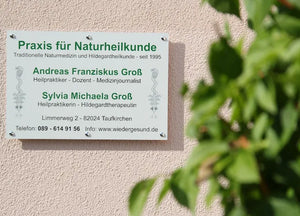 Praxis für Naturheilkunde
Traditionelle Naturmedizin und Hildegardheilkunde - seit 1995
Andreas Franziskus Groß
Heilpraktiker - Dozent - Medizinjournalist
Sylvia Michaela Groß
Heilpraktikerin - Hildegardtherapeutin
Limmerweg 2 - 82024 Taufkirchen
Telefon: 089 - 614 91 56 Info: www.wiedergesund.de